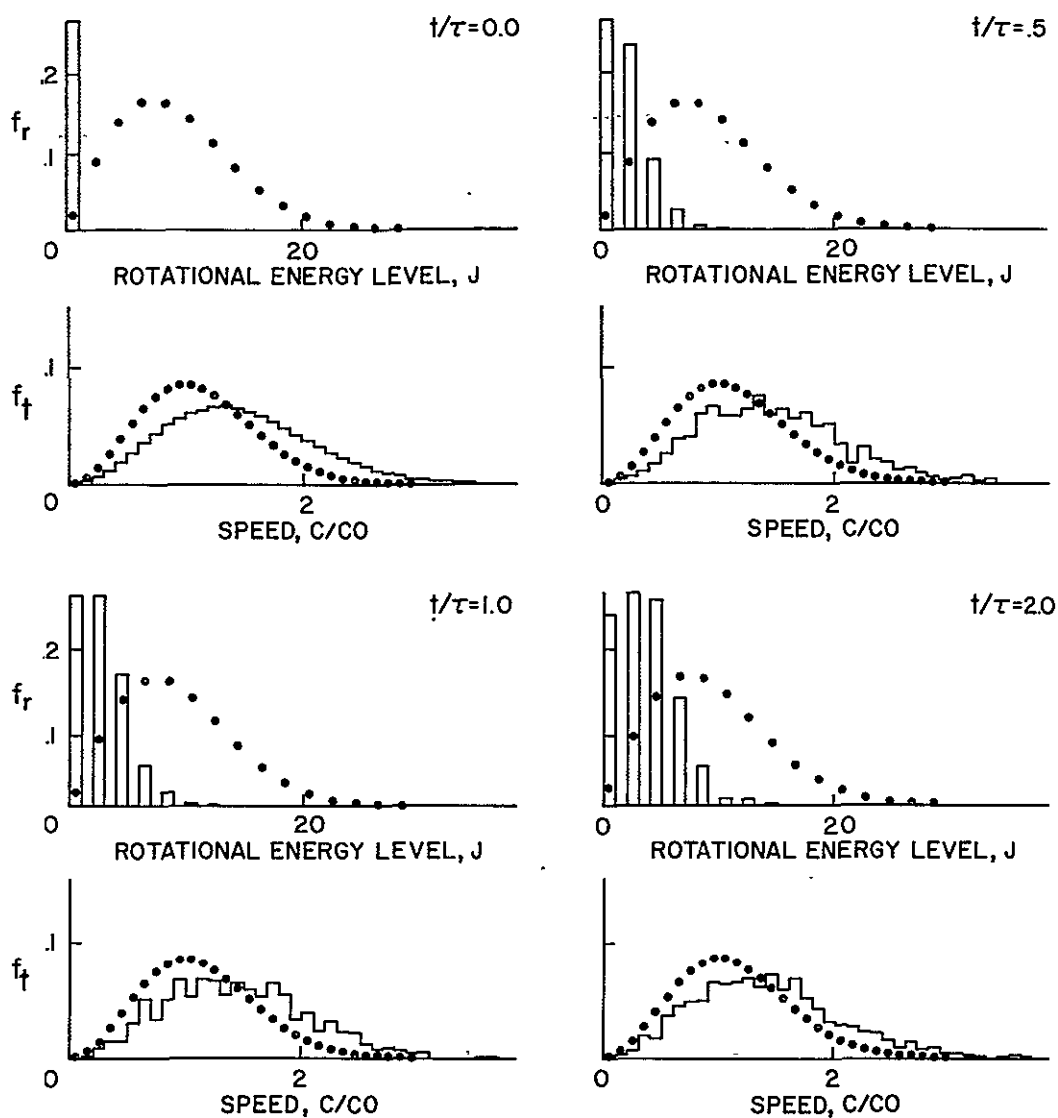 t/τ=0.0
.2
f_r
.1
0
20
ROTATIONAL ENERGY LEVEL, J
.1
f_t
0
2
SPEED, C/CO
t/τ=.5
0
20
ROTATIONAL ENERGY LEVEL, J
0
2
SPEED, C/CO
t/τ=1.0
.2
f_r
.1
0
20
ROTATIONAL ENERGY LEVEL, J
.1
f_t
0
2
SPEED, C/CO
t/τ=2.0
0
20
ROTATIONAL ENERGY LEVEL, J
0
2
SPEED, C/CO